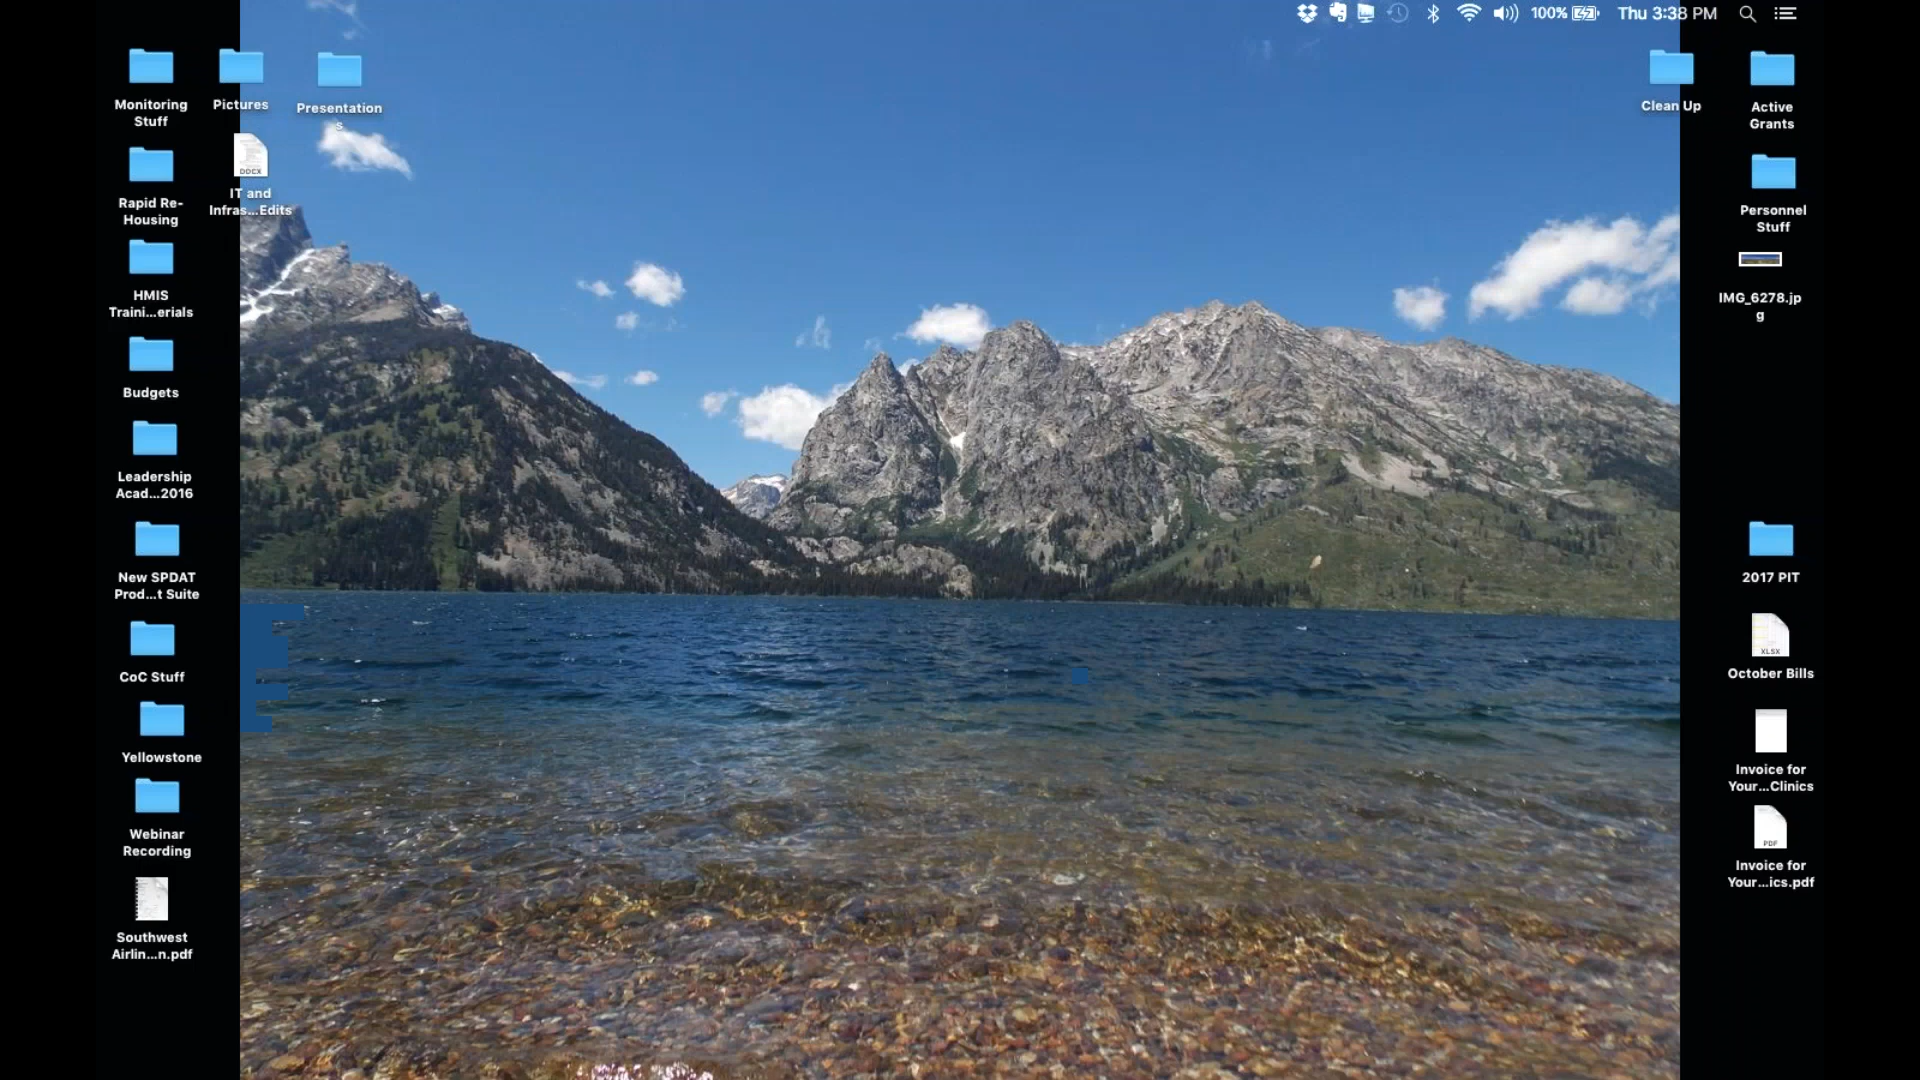 100%
Thu 3:38 PM
Monitoring
Stuff
Pictures
Presentation
s
Clean Up
Active
Grants
DOCX
IT and
Infras...Edits
Rapid Re-
Housing
Personnel
Stuff
HMIS
Traini...erials
IMG_6278.jp
g
Budgets
Leadership
Acad...2016
New SPDAT
Prod...t Suite
2017 PIT
CoC Stuff
XLSX
October Bills
Yellowstone
Invoice for
Your...Clinics
Webinar
Recording
PDF
Invoice for
Your...ics.pdf
Southwest
Airlin...n.pdf